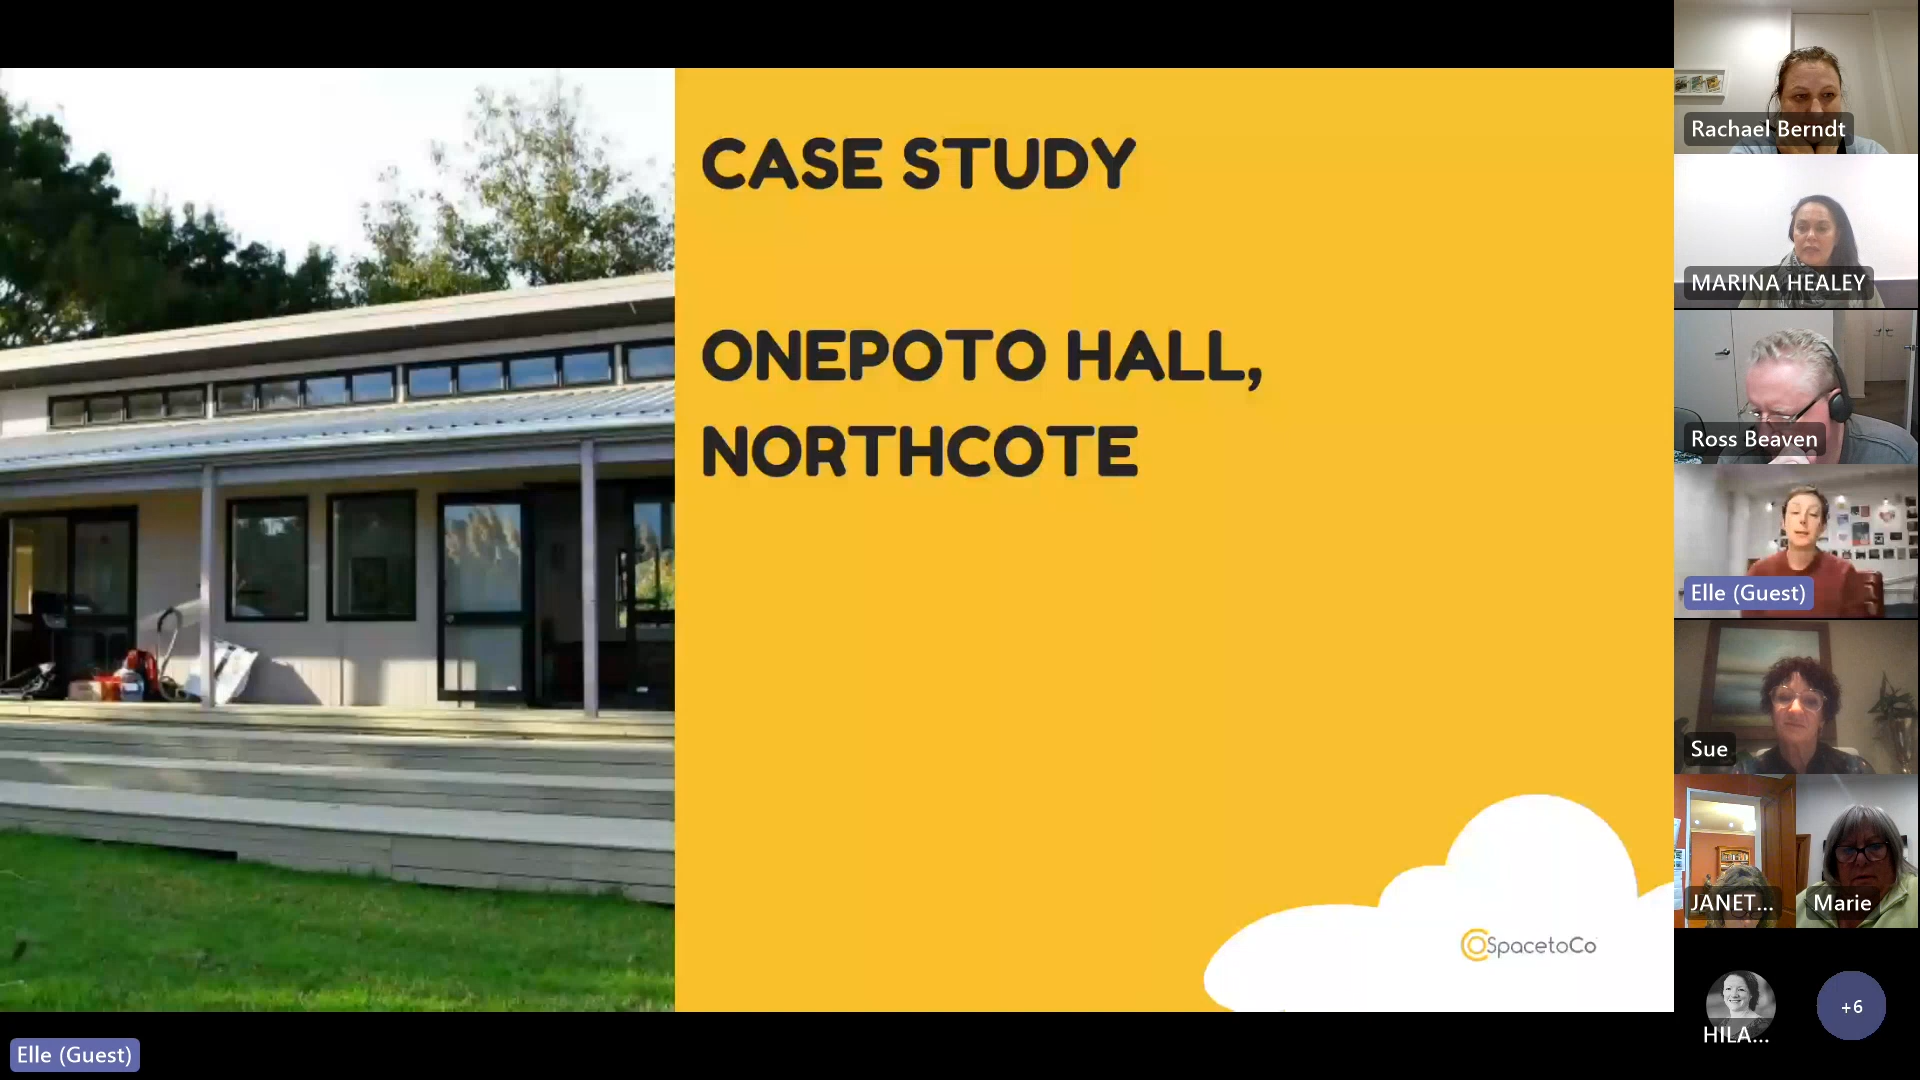 CASE STUDY
ONEPOTO HALL,
NORTHCOTE
SpacetoCo
Rachael Berndt
MARINA HEALEY
Ross Beaven
Elle (Guest)
Sue
JANET...
Marie
HILA...
+6
Elle (Guest)